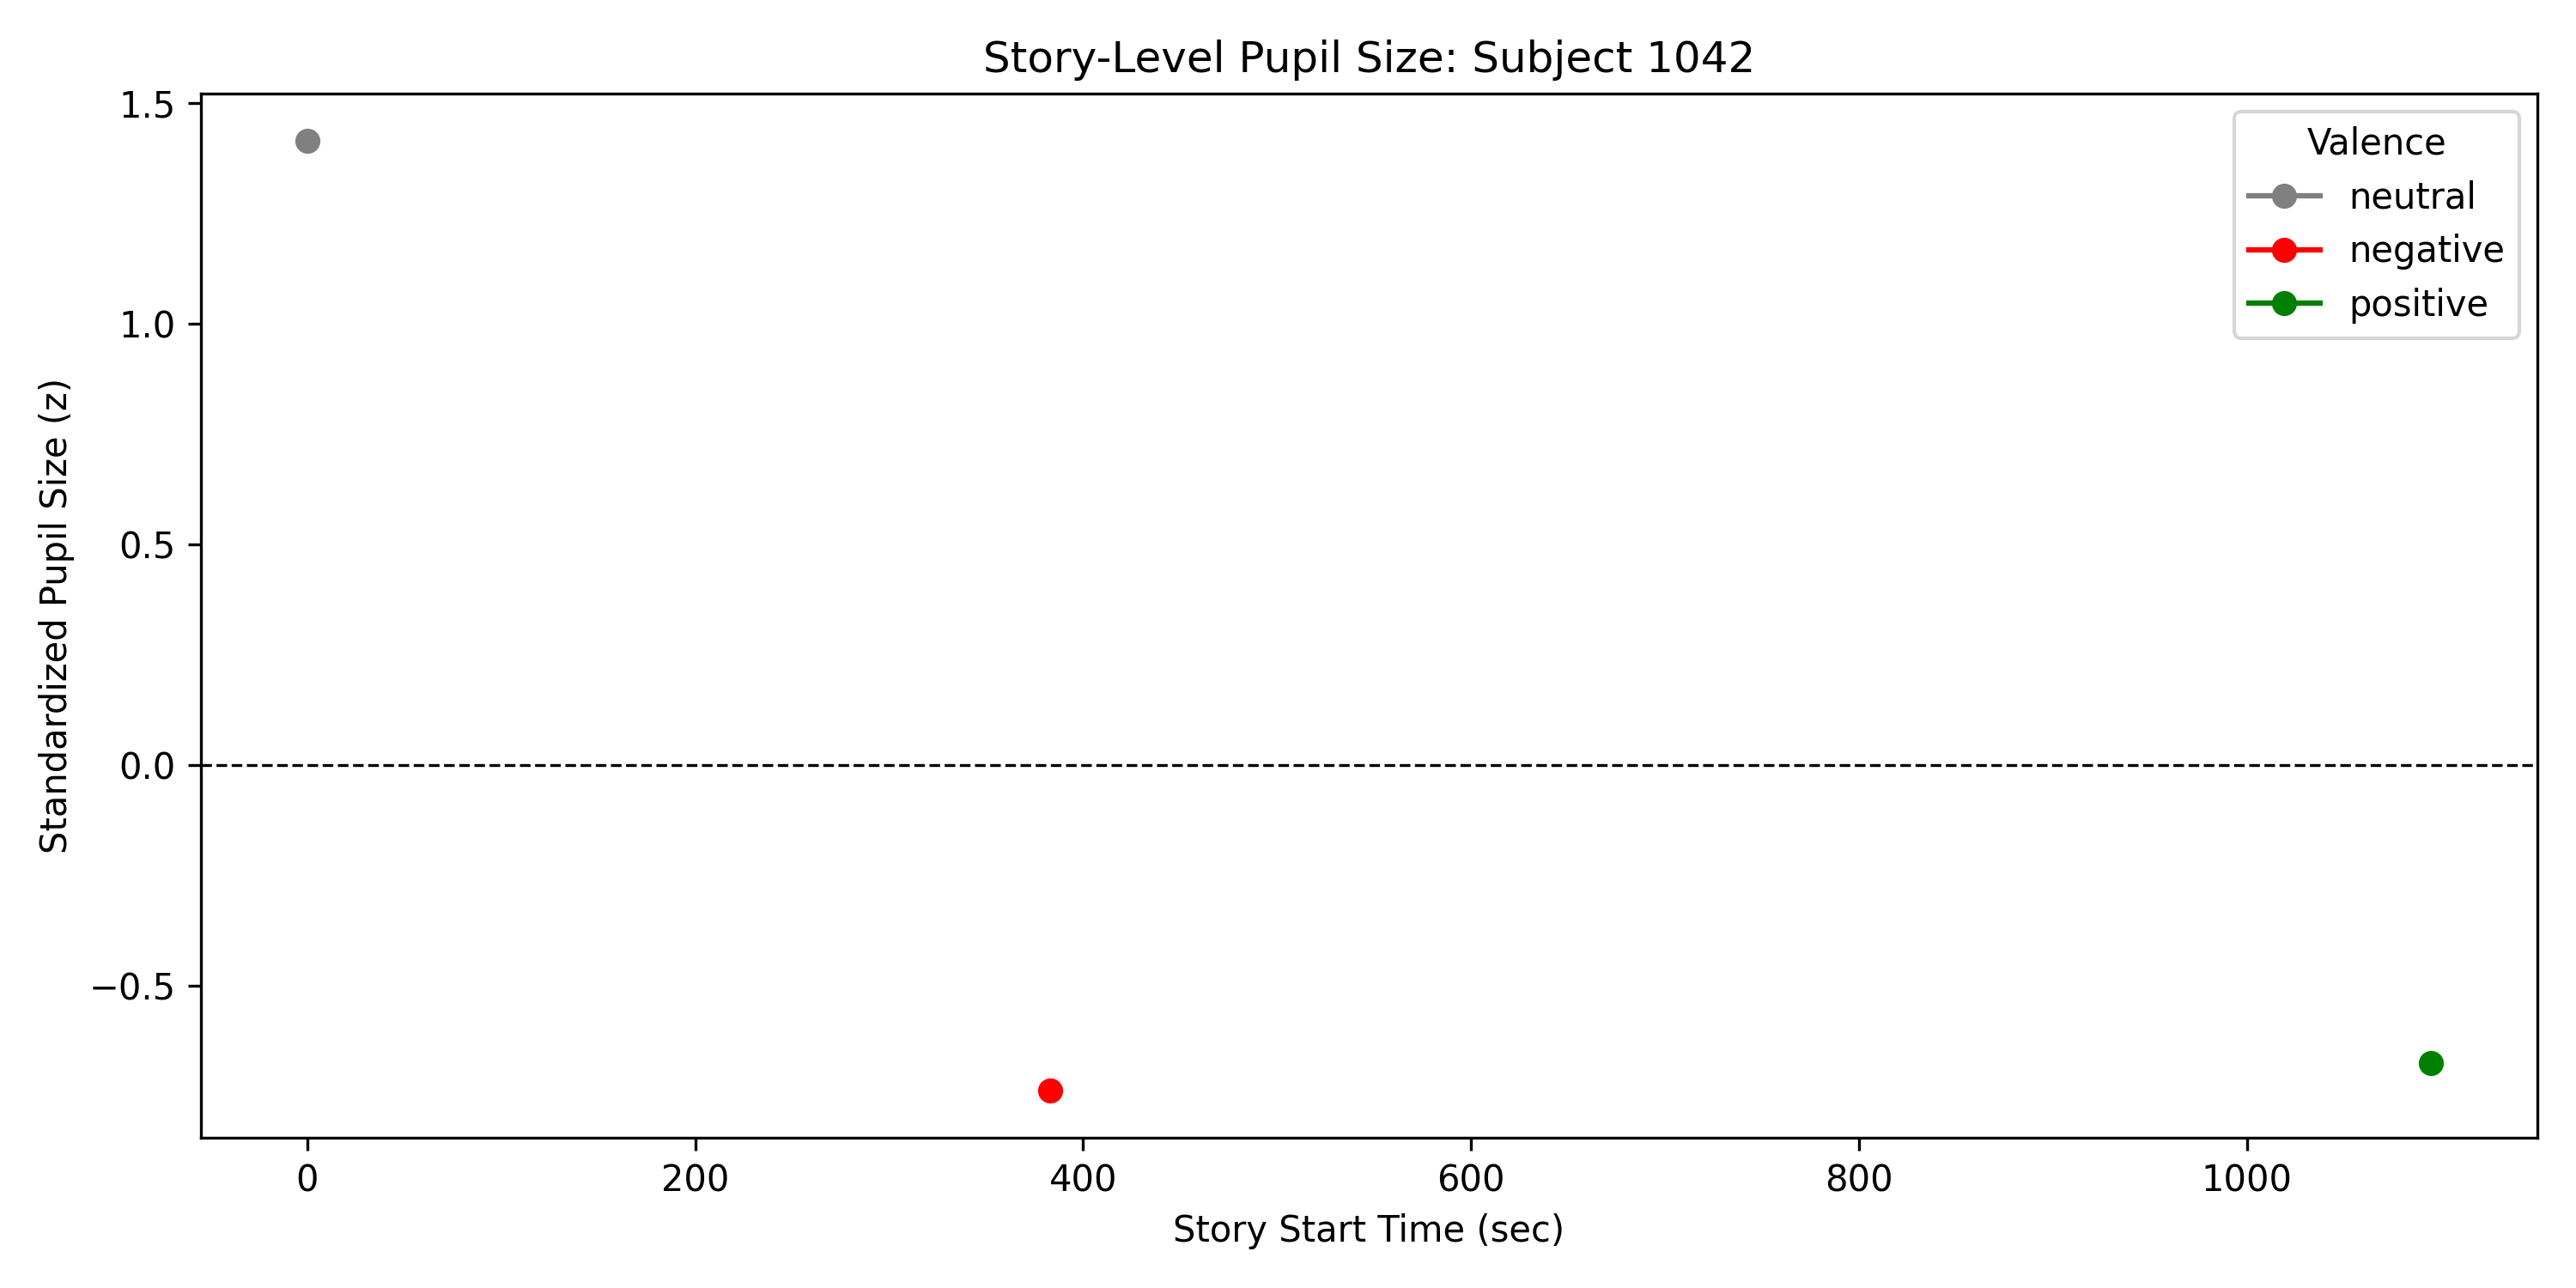 Story-Level Pupil Size: Subject 1042
Standardized Pupil Size (z)
1.5
1.0
0.5
0.0
−0.5
Valence
neutral
negative
positive
0 200 400 600 800 1000
Story Start Time (sec)